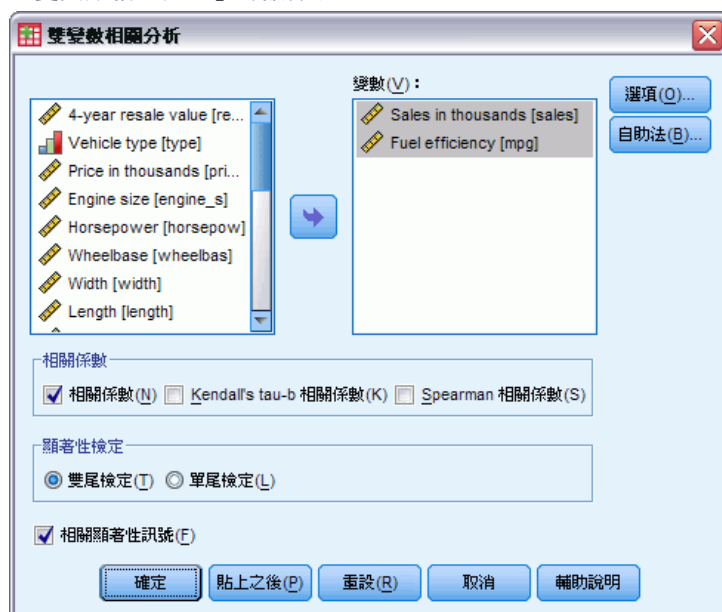 雙變數相關分析
變數(V)：
4-year resale value [re...
Vehicle type [type]
Price in thousands [pri...
Engine size [engine_s]
Horsepower [horsepow]
Wheelbase [wheelbas]
Width [width]
Length [length]
Sales in thousands [sales]
Fuel efficiency [mpg]
選項(O)...
自助法(B)...
相關係數
相關係數(N) Kendall's tau-b 相關係數(K) Spearman 相關係數(S)
顯著性檢定
雙尾檢定(T) 單尾檢定(L)
相關顯著性訊號(F)
確定 貼上之後(P) 重設(R) 取消 輔助說明